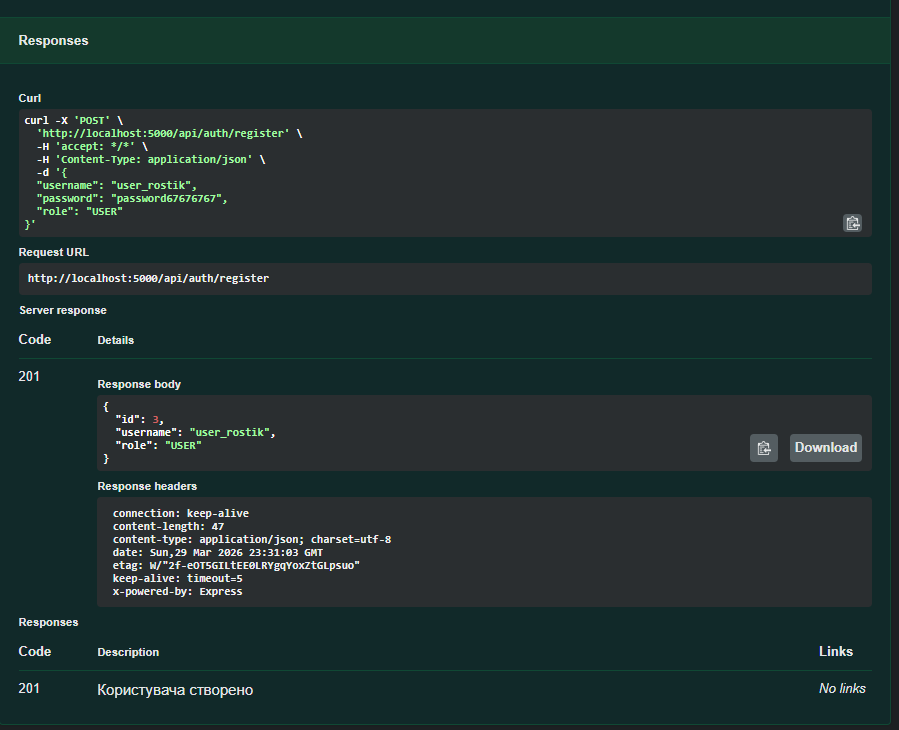 Responses
Curl
curl -X 'POST' \
  'http://localhost:5000/api/auth/register' \
  -H 'accept: */*' \
  -H 'Content-Type: application/json' \
  -d '{
  "username": "user_rostik",
  "password": "password67676767",
  "role": "USER"
}'
Request URL
http://localhost:5000/api/auth/register
Server response
Code Details
201
Response body
{
  "id": 3,
  "username": "user_rostik",
  "role": "USER"
}
Download
Response headers
connection: keep-alive
content-length: 47
content-type: application/json; charset=utf-8
date: Sun,29 Mar 2026 23:31:03 GMT
etag: W/"2f-eOT5GILtEE0LRYgqYoxZtGLpsuo"
keep-alive: timeout=5
x-powered-by: Express
Responses
Code Description Links
201 Користувача створено No links